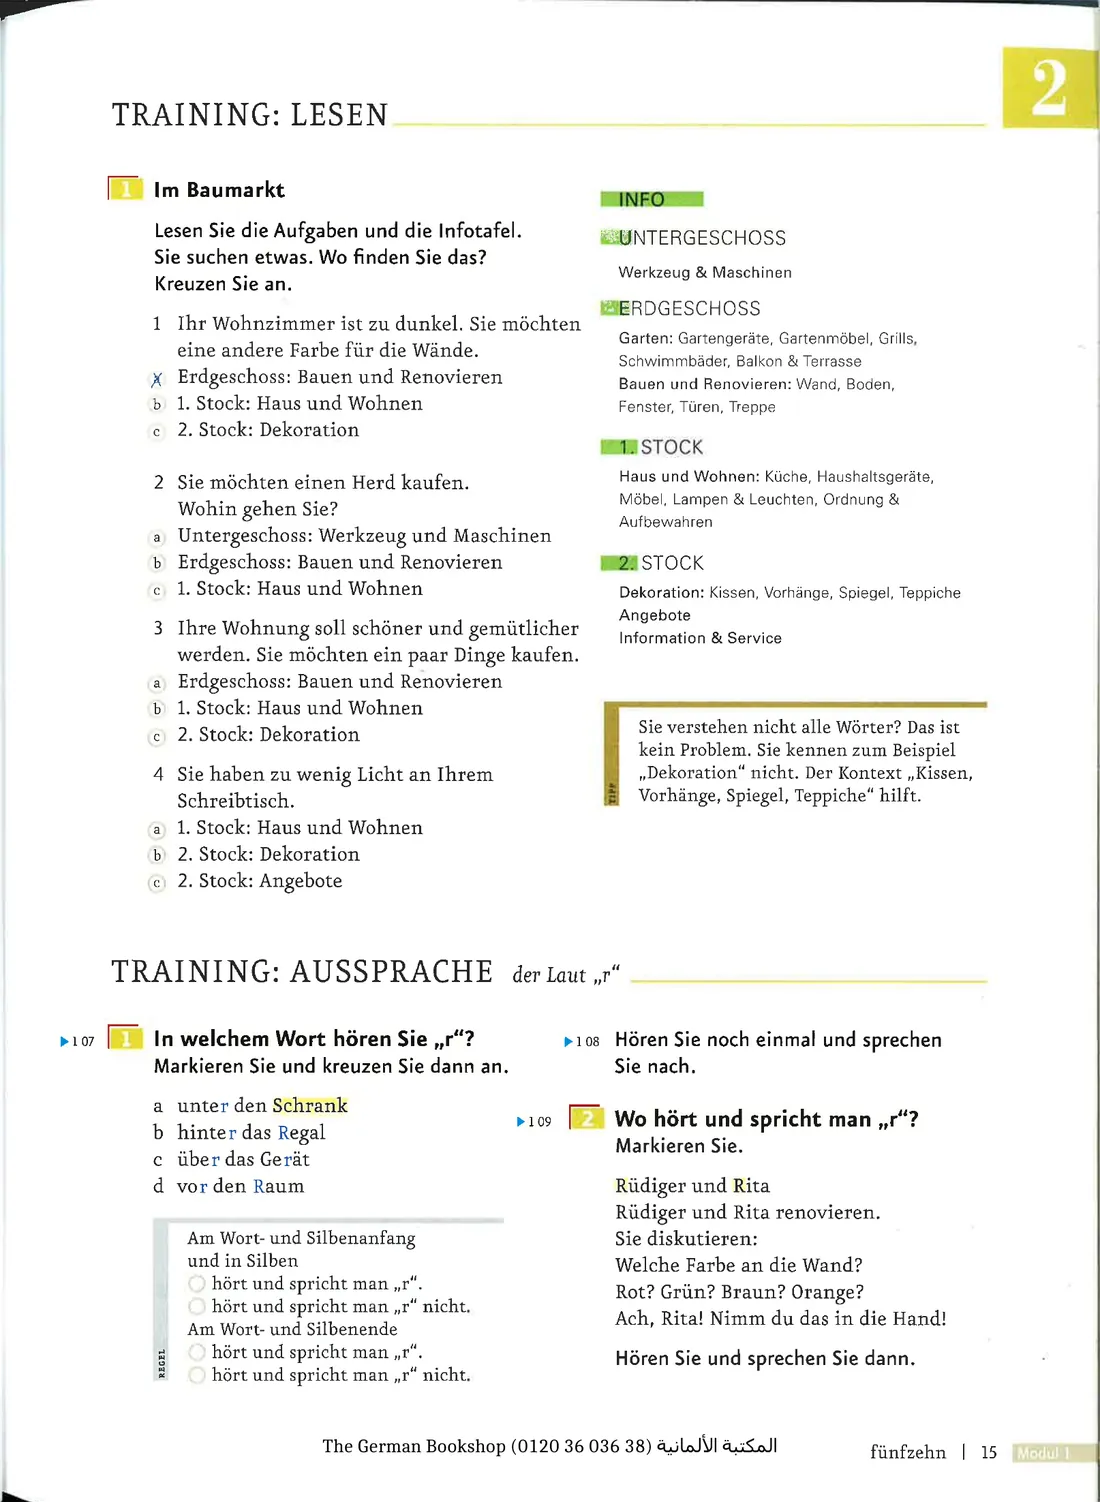 2
TRAINING: LESEN
1 Im Baumarkt
Lesen Sie die Aufgaben und die Infotafel.
Sie suchen etwas. Wo finden Sie das?
Kreuzen Sie an.
1 Ihr Wohnzimmer ist zu dunkel. Sie möchten
eine andere Farbe für die Wände.
X Erdgeschoss: Bauen und Renovieren
b 1. Stock: Haus und Wohnen
c 2. Stock: Dekoration
2 Sie möchten einen Herd kaufen.
Wohin gehen Sie?
a Untergeschoss: Werkzeug und Maschinen
b Erdgeschoss: Bauen und Renovieren
c 1. Stock: Haus und Wohnen
3 Ihre Wohnung soll schöner und gemütlicher
werden. Sie möchten ein paar Dinge kaufen.
a Erdgeschoss: Bauen und Renovieren
b 1. Stock: Haus und Wohnen
c 2. Stock: Dekoration
4 Sie haben zu wenig Licht an Ihrem
Schreibtisch.
a 1. Stock: Haus und Wohnen
b 2. Stock: Dekoration
c 2. Stock: Angebote
INFO
UNTERGESCHOSS
Werkzeug & Maschinen
ERDGESCHOSS
Garten: Gartengeräte, Gartenmöbel, Grills,
Schwimmbäder, Balkon & Terrasse
Bauen und Renovieren: Wand, Boden,
Fenster, Türen, Treppe
1. STOCK
Haus und Wohnen: Küche, Haushaltsgeräte,
Möbel, Lampen & Leuchten, Ordnung &
Aufbewahren
2. STOCK
Dekoration: Kissen, Vorhänge, Spiegel, Teppiche
Angebote
Information & Service
TIPP
Sie verstehen nicht alle Wörter? Das ist
kein Problem. Sie kennen zum Beispiel
„Dekoration“ nicht. Der Kontext „Kissen,
Vorhänge, Spiegel, Teppiche“ hilft.
TRAINING: AUSSPRACHE der Laut „r“
1 07 1 In welchem Wort hören Sie „r“?
Markieren Sie und kreuzen Sie dann an.
a unter den Schrank
b hinter das Regal
c über das Gerät
d vor den Raum
REGEL
Am Wort- und Silbenanfang
und in Silben
hört und spricht man „r“.
hört und spricht man „r“ nicht.
Am Wort- und Silbenende
hört und spricht man „r“.
hört und spricht man „r“ nicht.
1 08 Hören Sie noch einmal und sprechen
Sie nach.
1 09 2 Wo hört und spricht man „r“?
Markieren Sie.
Rüdiger und Rita
Rüdiger und Rita renovieren.
Sie diskutieren:
Welche Farbe an die Wand?
Rot? Grün? Braun? Orange?
Ach, Rita! Nimm du das in die Hand!
Hören Sie und sprechen Sie dann.
The German Bookshop (0120 36 036 38) المكتبة الألمانية
fünfzehn | 15 Modul 1